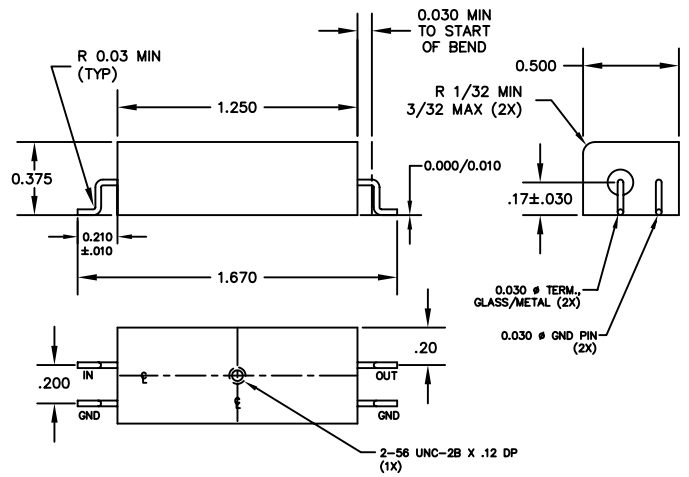 0.030 MIN
TO START
OF BEND
R 0.03 MIN
(TYP)
0.500
R 1/32 MIN
3/32 MAX (2X)
1.250
0.375
0.000/0.010
.17±.030
0.210
±.010
1.670
0.030 ø TERM.,
GLASS/METAL (2X)
0.030 ø GND PIN
(2X)
.20
IN
OUT
℄
.200
℄
GND
GND
2-56 UNC-2B X .12 DP
(1X)